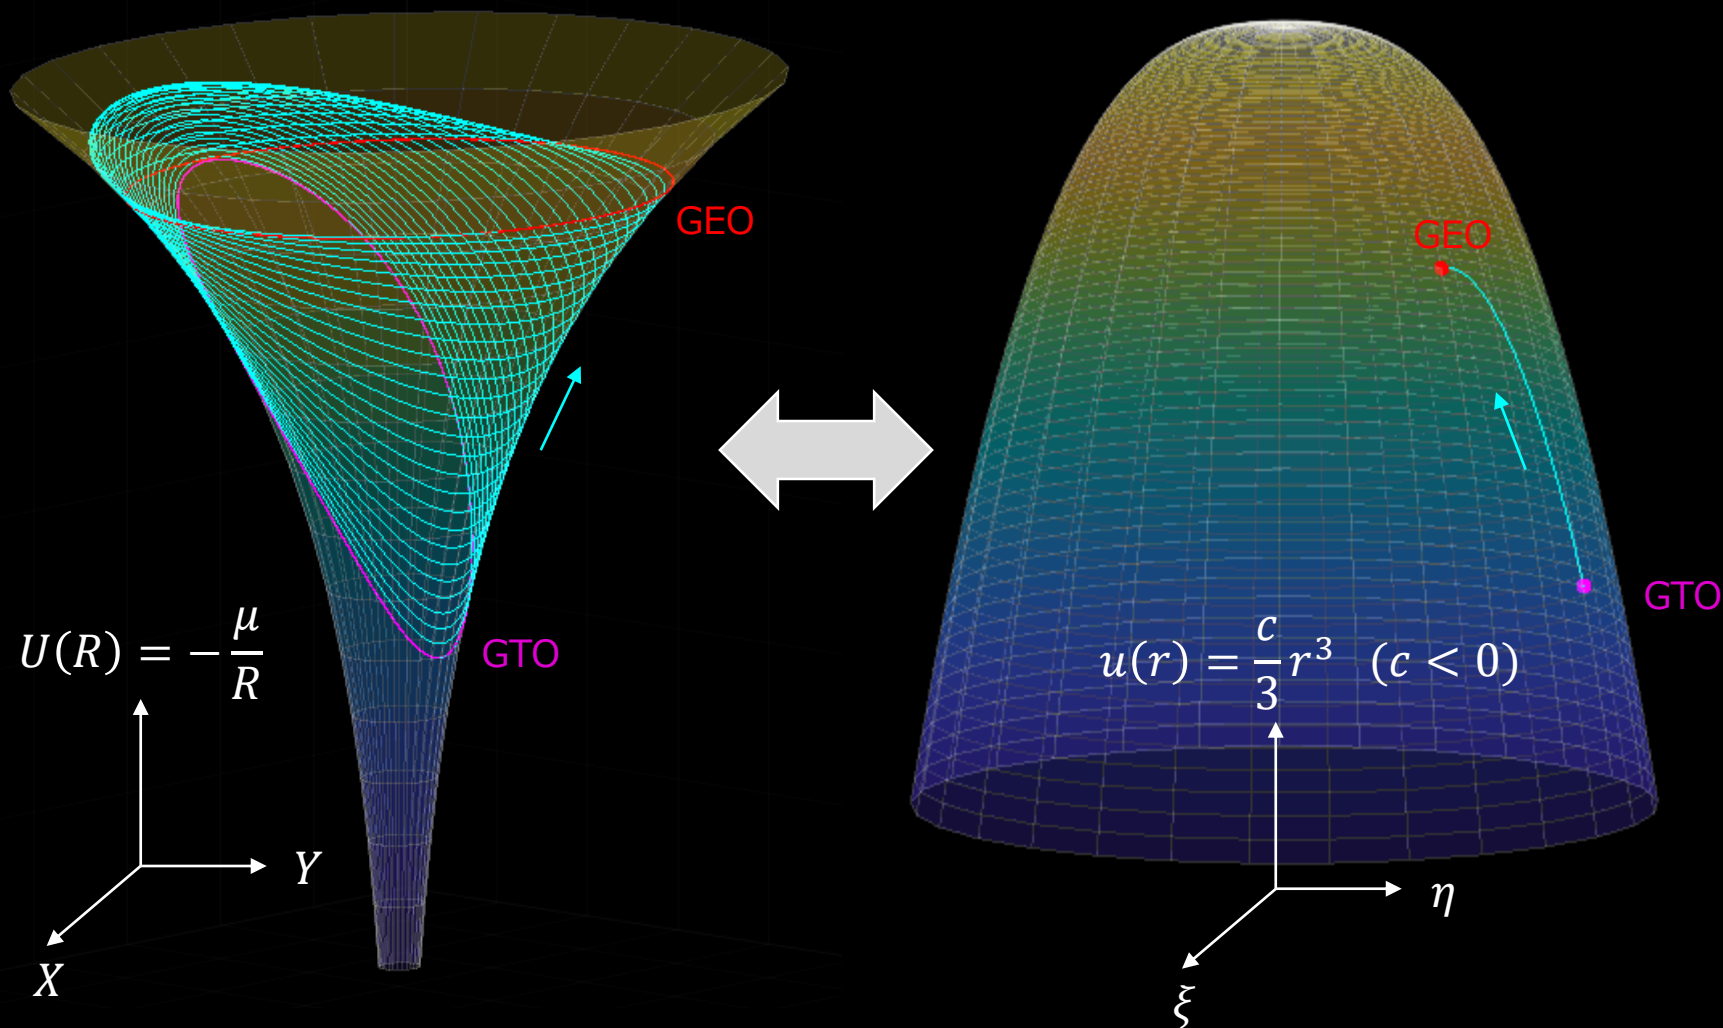 GEO
GTO
U(R) = −μ/R
Y
X
GEO
GTO
u(r) = c/3 r³ (c < 0)
η
ξ